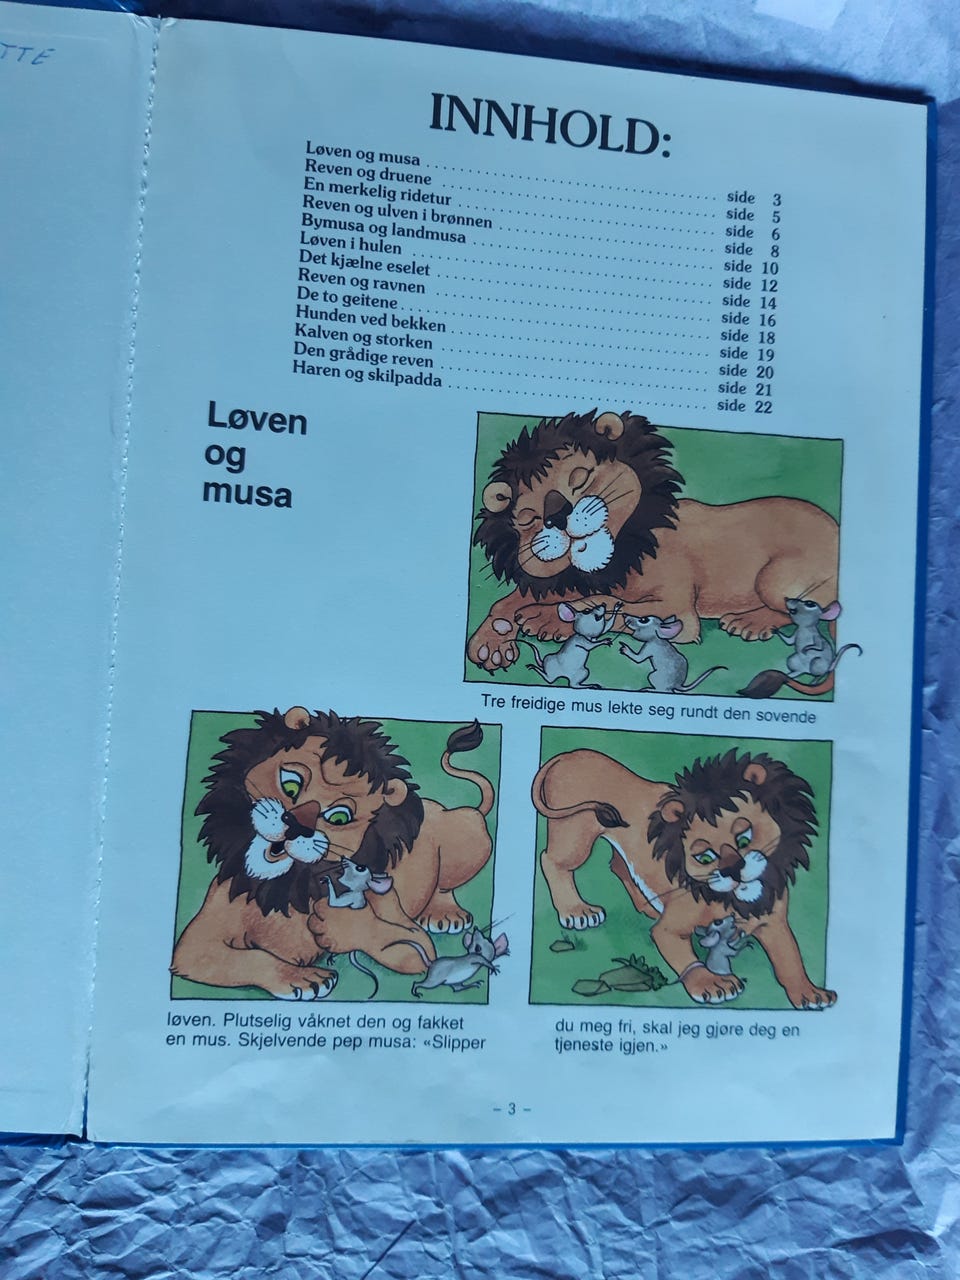 TTE
INNHOLD:
Løven og musa side 3
Reven og druene side 5
En merkelig ridetur side 6
Reven og ulven i brønnen side 8
Bymusa og landmusa side 10
Løven i hulen side 12
Det kjælne eselet side 14
Reven og ravnen side 16
De to geitene side 18
Hunden ved bekken side 19
Kalven og storken side 20
Den grådige reven side 21
Haren og skilpadda side 22
Løven
og
musa
Tre freidige mus lekte seg rundt den sovende
løven. Plutselig våknet den og fakket
en mus. Skjelvende pep musa: «Slipper
du meg fri, skal jeg gjøre deg en
tjeneste igjen.»
– 3 –